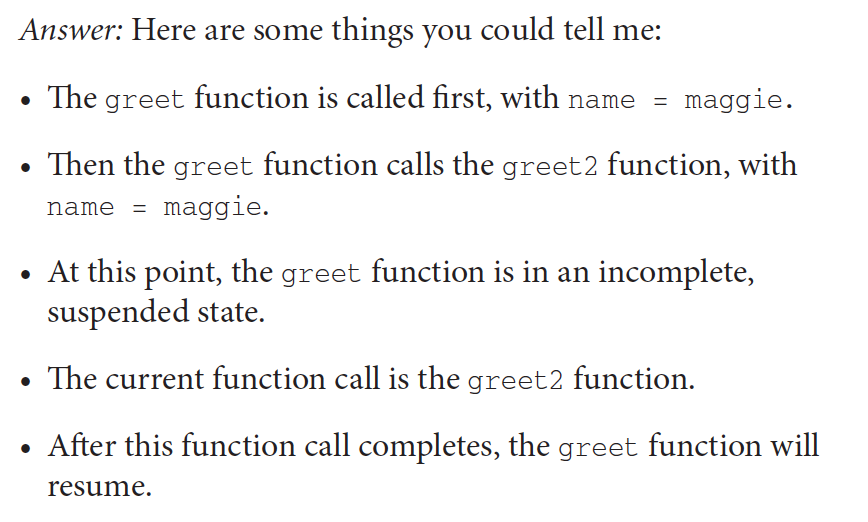 Answer: Here are some things you could tell me:
• The greet function is called first, with name = maggie.
• Then the greet function calls the greet2 function, with
name = maggie.
• At this point, the greet function is in an incomplete,
suspended state.
• The current function call is the greet2 function.
• After this function call completes, the greet function will
resume.